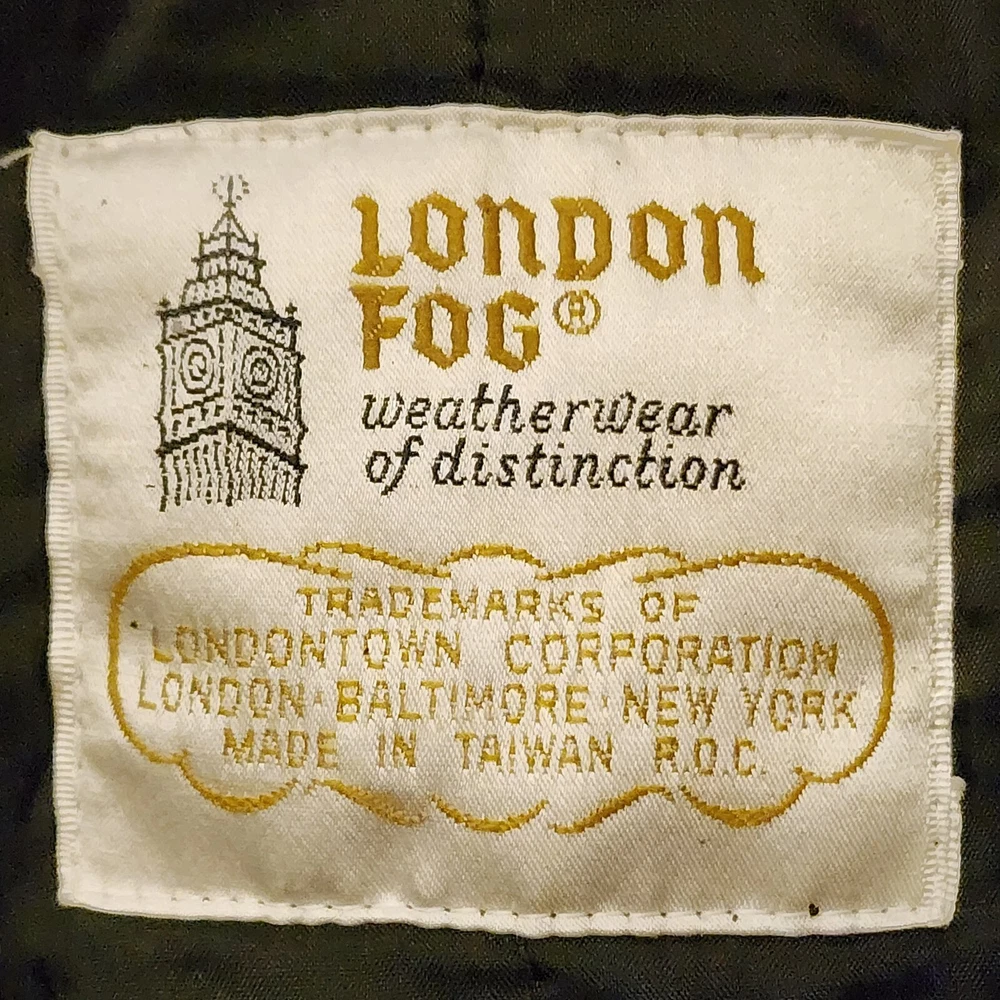 LONDON
FOG®
weatherwear
of distinction
TRADEMARKS OF
LONDONTOWN CORPORATION
LONDON · BALTIMORE · NEW YORK
MADE IN TAIWAN R.O.C.